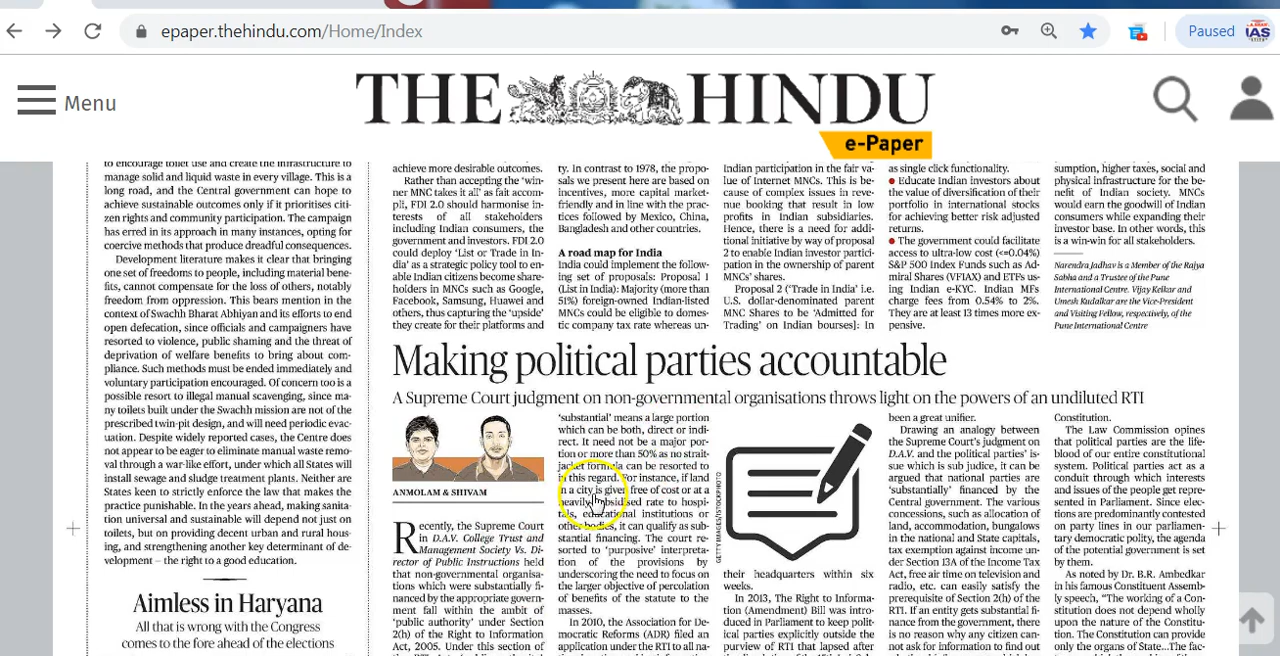 epaper.thehindu.com/Home/Index
Paused
IAS
Menu
THE HINDU
e-Paper
to encourage toilet use and create the infrastructure to
manage solid and liquid waste in every village. This is a
long road, and the Central government can hope to
achieve sustainable outcomes only if it prioritises citi-
zen rights and community participation. The campaign
has erred in its approach in many instances, opting for
coercive methods that produce dreadful consequences.
Development literature makes it clear that bringing
one set of freedoms to people, including material bene-
fits, cannot compensate for the loss of others, notably
freedom from oppression. This bears mention in the
context of Swachh Bharat Abhiyan and its efforts to end
open defecation, since officials and campaigners have
resorted to violence, public shaming and the threat of
deprivation of welfare benefits to bring about com-
pliance. Such methods must be ended immediately and
voluntary participation encouraged. Of concern too is a
possible resort to illegal manual scavenging, since ma-
ny toilets built under the Swachh mission are not of the
prescribed twin-pit design, and will need periodic evac-
uation. Despite widely reported cases, the Centre does
not appear to be eager to eliminate manual waste remo-
val through a war-like effort, under which all States will
install sewage and sludge treatment plants. Neither are
States keen to strictly enforce the law that makes the
practice punishable. In the years ahead, making sanita-
tion universal and sustainable will depend not just on
toilets, but on providing decent urban and rural hous-
ing, and strengthening another key determinant of de-
velopment – the right to a good education.
Aimless in Haryana
All that is wrong with the Congress
comes to the fore ahead of the elections
achieve more desirable outcomes.
Rather than accepting the 'win-
ner MNC takes it all' as fait accom-
pli, FDI 2.0 should harmonise in-
terests of all stakeholders
including Indian consumers, the
government and investors. FDI 2.0
could deploy 'List or Trade in In-
dia' as a strategic policy tool to en-
able Indian citizens become share-
holders in MNCs such as Google,
Facebook, Samsung, Huawei and
others, thus capturing the 'upside'
they create for their platforms and
ty. In contrast to 1978, the propo-
sals we present here are based on
incentives, more capital market-
friendly and in line with the prac-
tices followed by Mexico, China,
Bangladesh and other countries.
A road map for India
India could implement the follow-
ing set of proposals: Proposal 1
(List in India): Majority (more than
51%) foreign-owned Indian-listed
MNCs could be eligible to domes-
tic company tax rate whereas un-
Indian participation in the fair va-
lue of Internet MNCs. This is be-
cause of complex issues in reve-
nue booking that result in low
profits in Indian subsidiaries.
Hence, there is a need for addi-
tional initiative by way of proposal
2 to enable Indian investor partici-
pation in the ownership of parent
MNCs' shares.
Proposal 2 ('Trade in India' i.e.
U.S. dollar-denominated parent
MNC Shares to be 'Admitted for
Trading' on Indian bourses]: In
as single click functionality.
● Educate Indian investors about
the value of diversification of their
portfolio in international stocks
for achieving better risk adjusted
returns.
● The government could facilitate
access to ultra-low cost (<=0.04%)
S&P 500 Index Funds such as Ad-
miral Shares (VFIAX) and ETFs us-
ing Indian e-KYC. Indian MFs
charge fees from 0.54% to 2%.
They are at least 13 times more ex-
pensive.
sumption, higher taxes, social and
physical infrastructure for the be-
nefit of Indian society. MNCs
would earn the goodwill of Indian
consumers while expanding their
investor base. In other words, this
is a win-win for all stakeholders.
Narendra Jadhav is a Member of the Rajya
Sabha and a Trustee of the Pune
International Centre. Vijay Kelkar and
Umesh Kudalkar are the Vice-President
and Visiting Fellow, respectively, of the
Pune International Centre
Making political parties accountable
A Supreme Court judgment on non-governmental organisations throws light on the powers of an undiluted RTI
ANMOLAM & SHIVAM
Recently, the Supreme Court
in D.A.V. College Trust and
Management Society Vs. Di-
rector of Public Instructions held
that non-governmental organisa-
tions which were substantially fi-
nanced by the appropriate govern-
ment fall within the ambit of
'public authority' under Section
2(h) of the Right to Information
Act, 2005. Under this section of
'substantial' means a large portion
which can be both, direct or indi-
rect. It need not be a major por-
tion or more than 50% as no strait-
jacket formula can be resorted to
in this regard. For instance, if land
in a city is given free of cost or at a
heavily subsidised rate to hospi-
tals, educational institutions or
other bodies, it can qualify as sub-
stantial financing. The court re-
sorted to 'purposive' interpreta-
tion of the provisions by
underscoring the need to focus on
the larger objective of percolation
of benefits of the statute to the
masses.
In 2010, the Association for De-
mocratic Reforms (ADR) filed an
application under the RTI to all na-
GETTY IMAGES/ISTOCKPHOTO
their headquarters within six
weeks.
In 2013, The Right to Informa-
tion (Amendment) Bill was intro-
duced in Parliament to keep polit-
ical parties explicitly outside the
purview of RTI that lapsed after
been a great unifier.
Drawing an analogy between
the Supreme Court's judgment on
D.A.V. and the political parties' is-
sue which is sub judice, it can be
argued that national parties are
'substantially' financed by the
Central government. The various
concessions, such as allocation of
land, accommodation, bungalows
in the national and State capitals,
tax exemption against income un-
der Section 13A of the Income Tax
Act, free air time on television and
radio, etc. can easily satisfy the
prerequisite of Section 2(h) of the
RTI. If an entity gets substantial fi-
nance from the government, there
is no reason why any citizen can-
not ask for information to find out
Constitution.
The Law Commission opines
that political parties are the life-
blood of our entire constitutional
system. Political parties act as a
conduit through which interests
and issues of the people get repre-
sented in Parliament. Since elec-
tions are predominantly contested
on party lines in our parliamen-
tary democratic polity, the agenda
of the potential government is set
by them.
As noted by Dr. B.R. Ambedkar
in his famous Constituent Assemb-
ly speech, "The working of a Con-
stitution does not depend wholly
upon the nature of the Constitu-
tion. The Constitution can provide
only the organs of State...The fac-